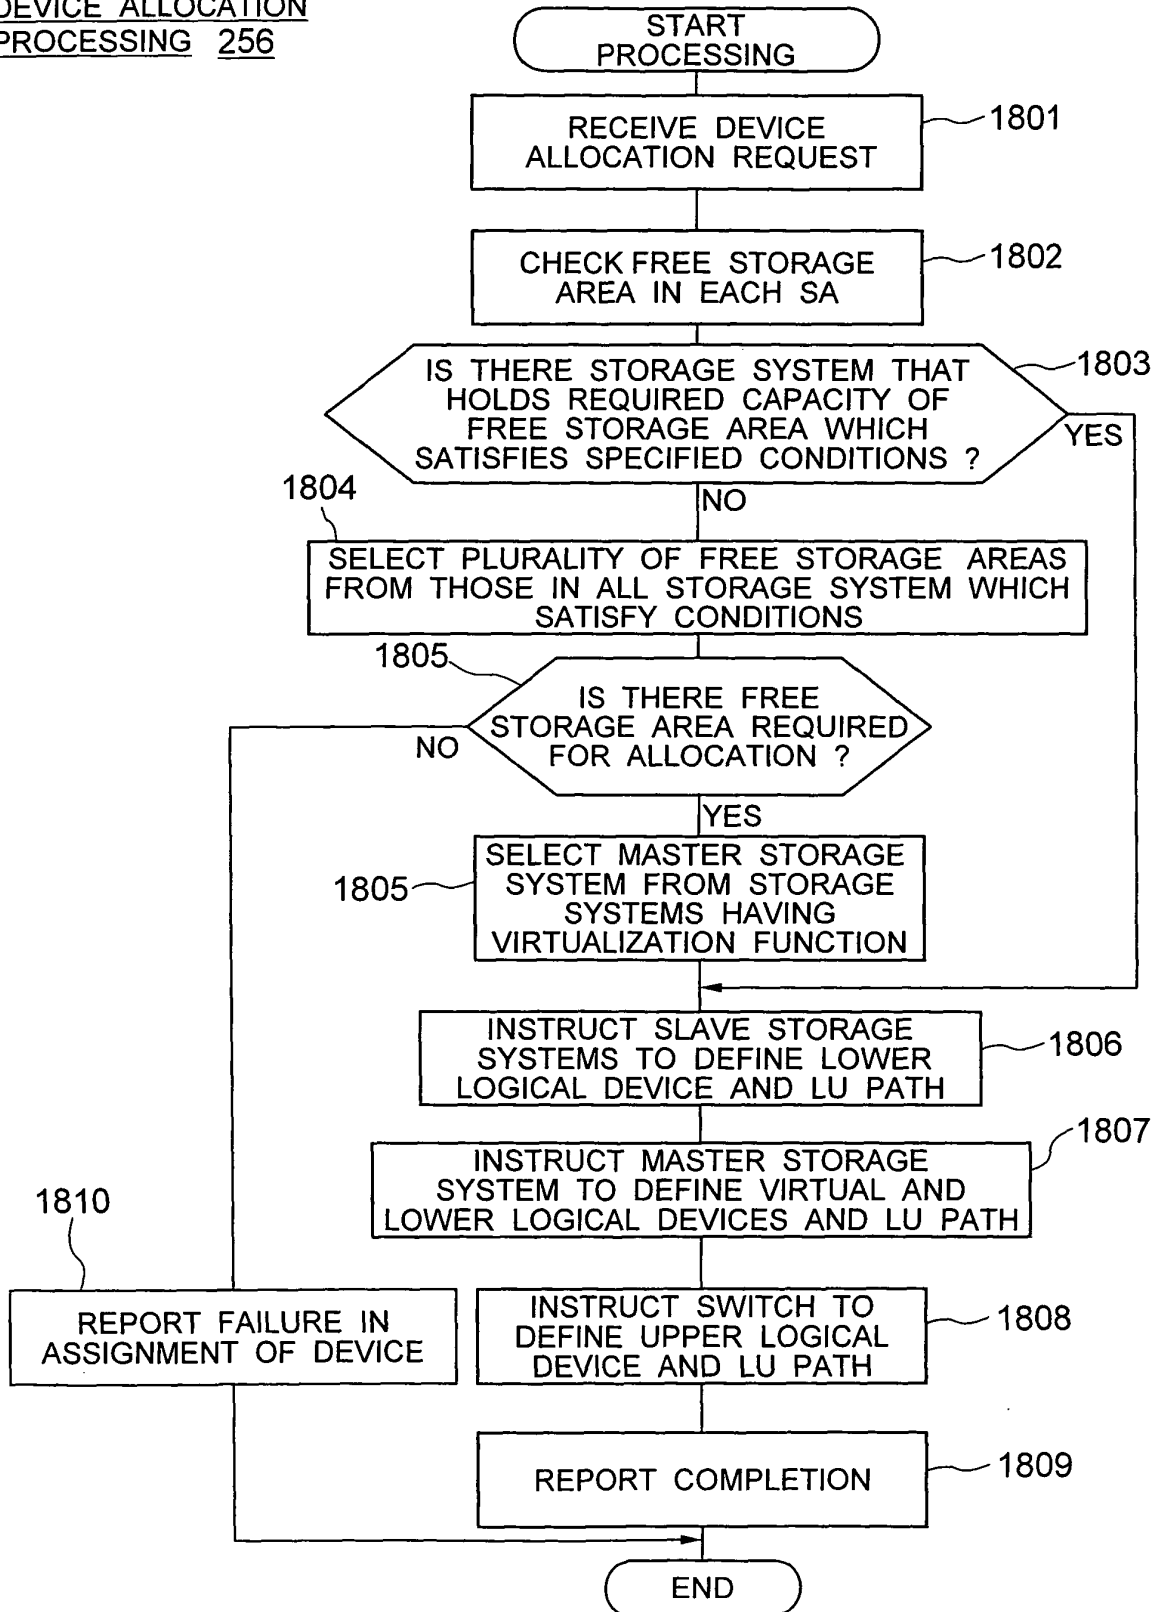 DEVICE ALLOCATION
PROCESSING 256
START
PROCESSING
RECEIVE DEVICE
ALLOCATION REQUEST
1801
CHECK FREE STORAGE
AREA IN EACH SA
1802
IS THERE STORAGE SYSTEM THAT
HOLDS REQUIRED CAPACITY OF
FREE STORAGE AREA WHICH
SATISFIES SPECIFIED CONDITIONS ?
1803
YES
NO
1804
SELECT PLURALITY OF FREE STORAGE AREAS
FROM THOSE IN ALL STORAGE SYSTEM WHICH
SATISFY CONDITIONS
1805
IS THERE FREE
STORAGE AREA REQUIRED
FOR ALLOCATION ?
NO
YES
1805
SELECT MASTER STORAGE
SYSTEM FROM STORAGE
SYSTEMS HAVING
VIRTUALIZATION FUNCTION
INSTRUCT SLAVE STORAGE
SYSTEMS TO DEFINE LOWER
LOGICAL DEVICE AND LU PATH
1806
INSTRUCT MASTER STORAGE
SYSTEM TO DEFINE VIRTUAL AND
LOWER LOGICAL DEVICES AND LU PATH
1807
1810
REPORT FAILURE IN
ASSIGNMENT OF DEVICE
INSTRUCT SWITCH TO
DEFINE UPPER LOGICAL
DEVICE AND LU PATH
1808
REPORT COMPLETION
1809
END